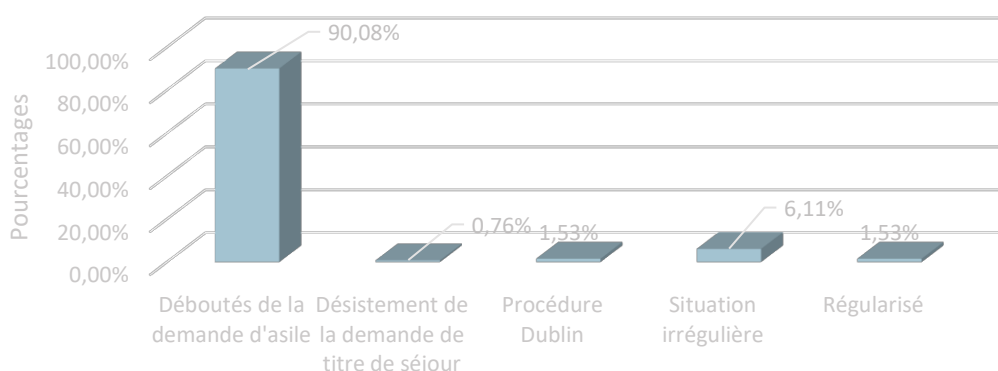 90,08%
100,00%
80,00%
60,00%
40,00%
20,00%
0,00%
Pourcentages
0,76%
1,53%
6,11%
1,53%
Déboutés de la
demande d'asile
Désistement de
la demande de
titre de séjour
Procédure
Dublin
Situation
irrégulière
Régularisé